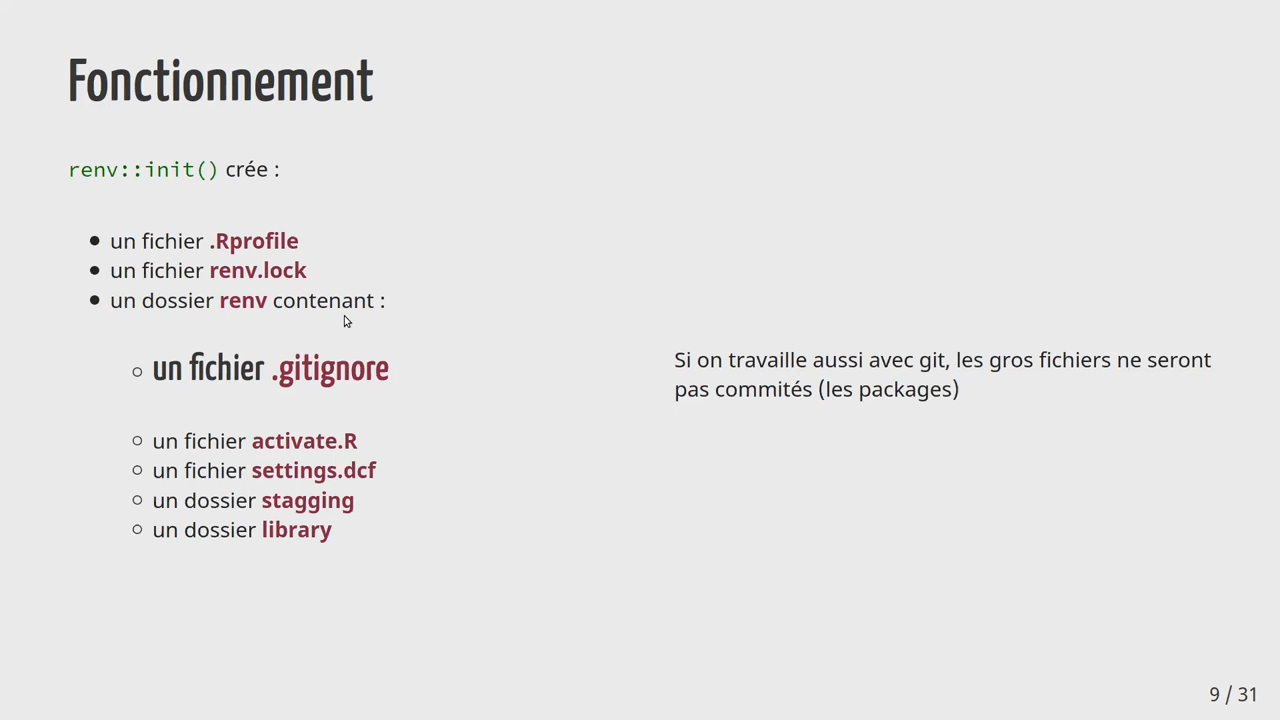 Fonctionnement
renv::init() crée :
un fichier .Rprofile
un fichier renv.lock
un dossier renv contenant :
un fichier .gitignore
Si on travaille aussi avec git, les gros fichiers ne seront
pas commités (les packages)
un fichier activate.R
un fichier settings.dcf
un dossier stagging
un dossier library
9 / 31